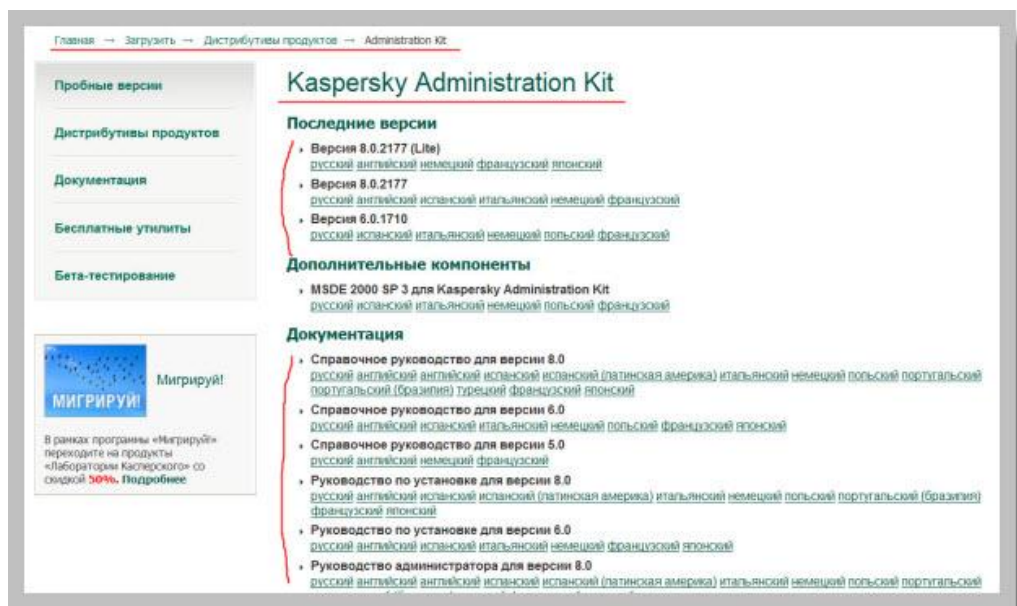 Главная → Загрузить → Дистрибутивы продуктов → Administration Kit
Пробные версии
Дистрибутивы продуктов
Документация
Бесплатные утилиты
Бета-тестирование
Мигрируй!
МИГРИРУЙ!
В рамках программы «Мигрируй!»
переходите на продукты
«Лаборатории Касперского» со
скидкой 50%. Подробнее
Kaspersky Administration Kit
Последние версии
Версия 8.0.2177 (Lite)
русский английский немецкий французский японский
Версия 8.0.2177
русский английский испанский итальянский немецкий французский
Версия 6.0.1710
русский испанский итальянский немецкий польский французский
Дополнительные компоненты
MSDE 2000 SP 3 для Kaspersky Administration Kit
русский испанский итальянский немецкий польский французский
Документация
Справочное руководство для версии 8.0
русский английский английский испанский испанский (латинская америка) итальянский немецкий польский португальский
португальский (бразилия) турецкий французский японский
Справочное руководство для версии 6.0
русский английский испанский итальянский немецкий польский французский японский
Справочное руководство для версии 5.0
русский английский немецкий французский
Руководство по установке для версии 8.0
русский английский испанский испанский (латинская америка) итальянский немецкий польский португальский (бразилия)
французский японский
Руководство по установке для версии 6.0
русский английский испанский итальянский немецкий французский японский
Руководство администратора для версии 8.0
русский английский английский испанский испанский (латинская америка) итальянский немецкий польский португальский